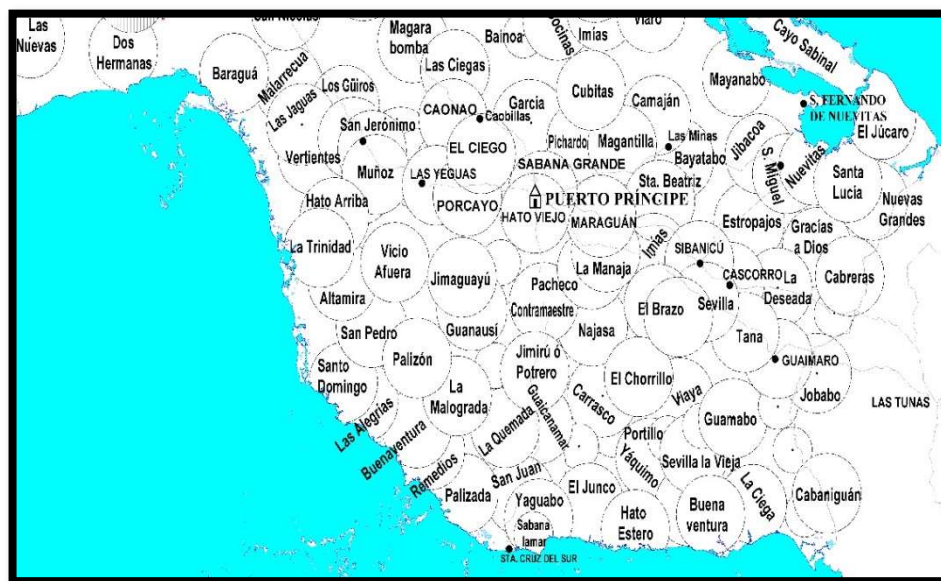 Las
Nuevas
Dos
Hermanas
Baraguá
Malarrecua
Magara
bomba
Bainoa
Imías
Las Ciegas
Los Güiros
Las Jaguas
CAONAO
Caobillas
García
Cubitas
Camaján
Mayanabo
Cayo Sabinal
S. FERNANDO
DE NUEVITAS
El Júcaro
San Jerónimo
Vertientes
Muñoz
EL CIEGO
Pichardo
Magantilla
Las Minas
Bayatabo
Jibacoa
S. Miguel
Nuevitas
Santa
Lucía
Nuevas
Grandes
SABANA GRANDE
LAS YEGUAS
PORCAYO
Sta. Beatriz
PUERTO PRÍNCIPE
HATO VIEJO
MARAGUÁN
Hato Arriba
Estropajos
Gracías
a Dios
La Trinidad
Vicio
Afuera
Jimaguayú
Pacheco
La Manaja
Imías
SIBANICÚ
CASCORRO
La
Deseada
Cabreras
Altamira
Contramaestre
El Brazo
Sevilla
San Pedro
Guanausí
Najasa
Tana
Palizón
Jimirú ó
Potrero
GUAIMARO
Santo
Domingo
La
Malograda
El Chorrillo
Viaya
Jobabo
LAS TUNAS
Las Alegrías
Guaicanamar
Carrasco
Guamabo
Buenaventura
La Quemada
Portillo
Yáquimo
Sevilla la Vieja
Remedios
San Juan
Palizada
Yaguabo
El Junco
Hato
Estero
Buena
ventura
La Ciega
Cabaniguán
Sabana
lamar
STA. CRUZ DEL SUR